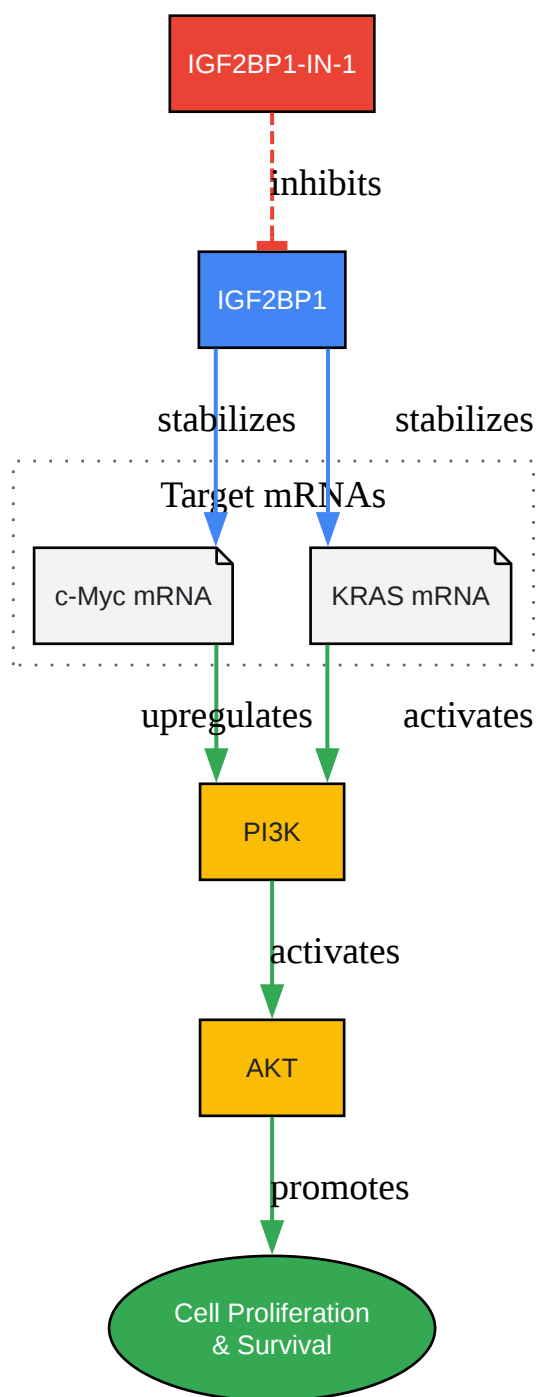 IGF2BP1-IN-1
inhibits
IGF2BP1
stabilizes stabilizes
Target mRNAs
c-Myc mRNA KRAS mRNA
upregulates activates
PI3K
activates
AKT
promotes
Cell Proliferation
& Survival